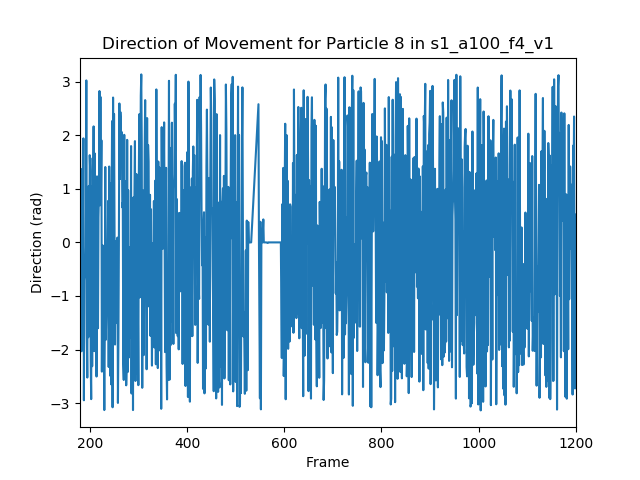 Direction of Movement for Particle 8 in s1_a100_f4_v1
3
2
1
0
−1
−2
−3
Direction (rad)
200 400 600 800 1000 1200
Frame